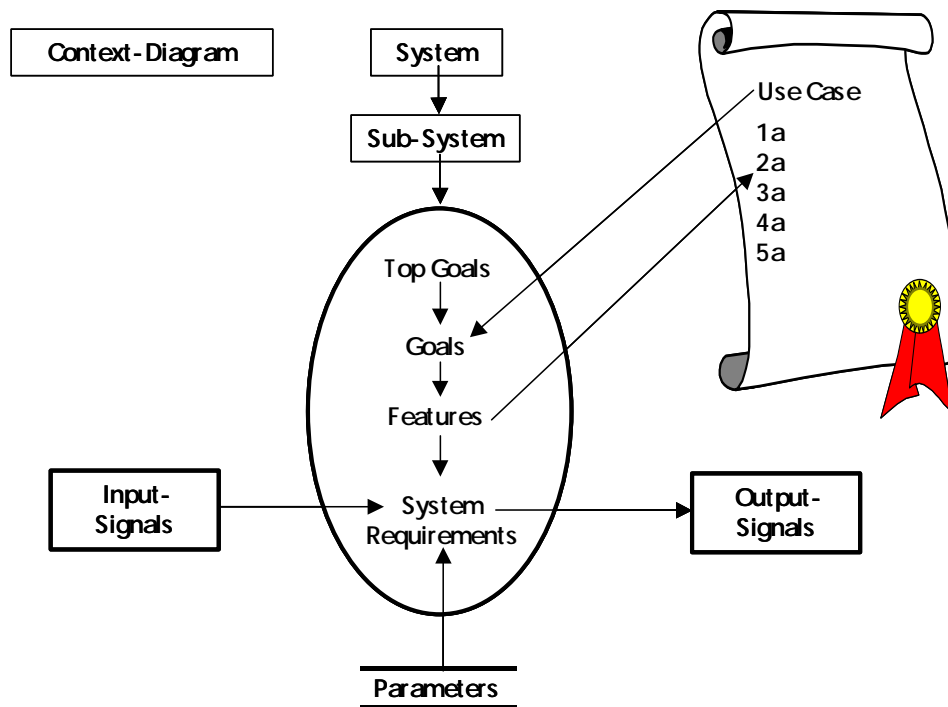 Context-Diagram
System
Sub-System
Use Case
1a
2a
3a
4a
5a
Top Goals
Goals
Features
Input-
Signals
System
Requirements
Output-
Signals
Parameters